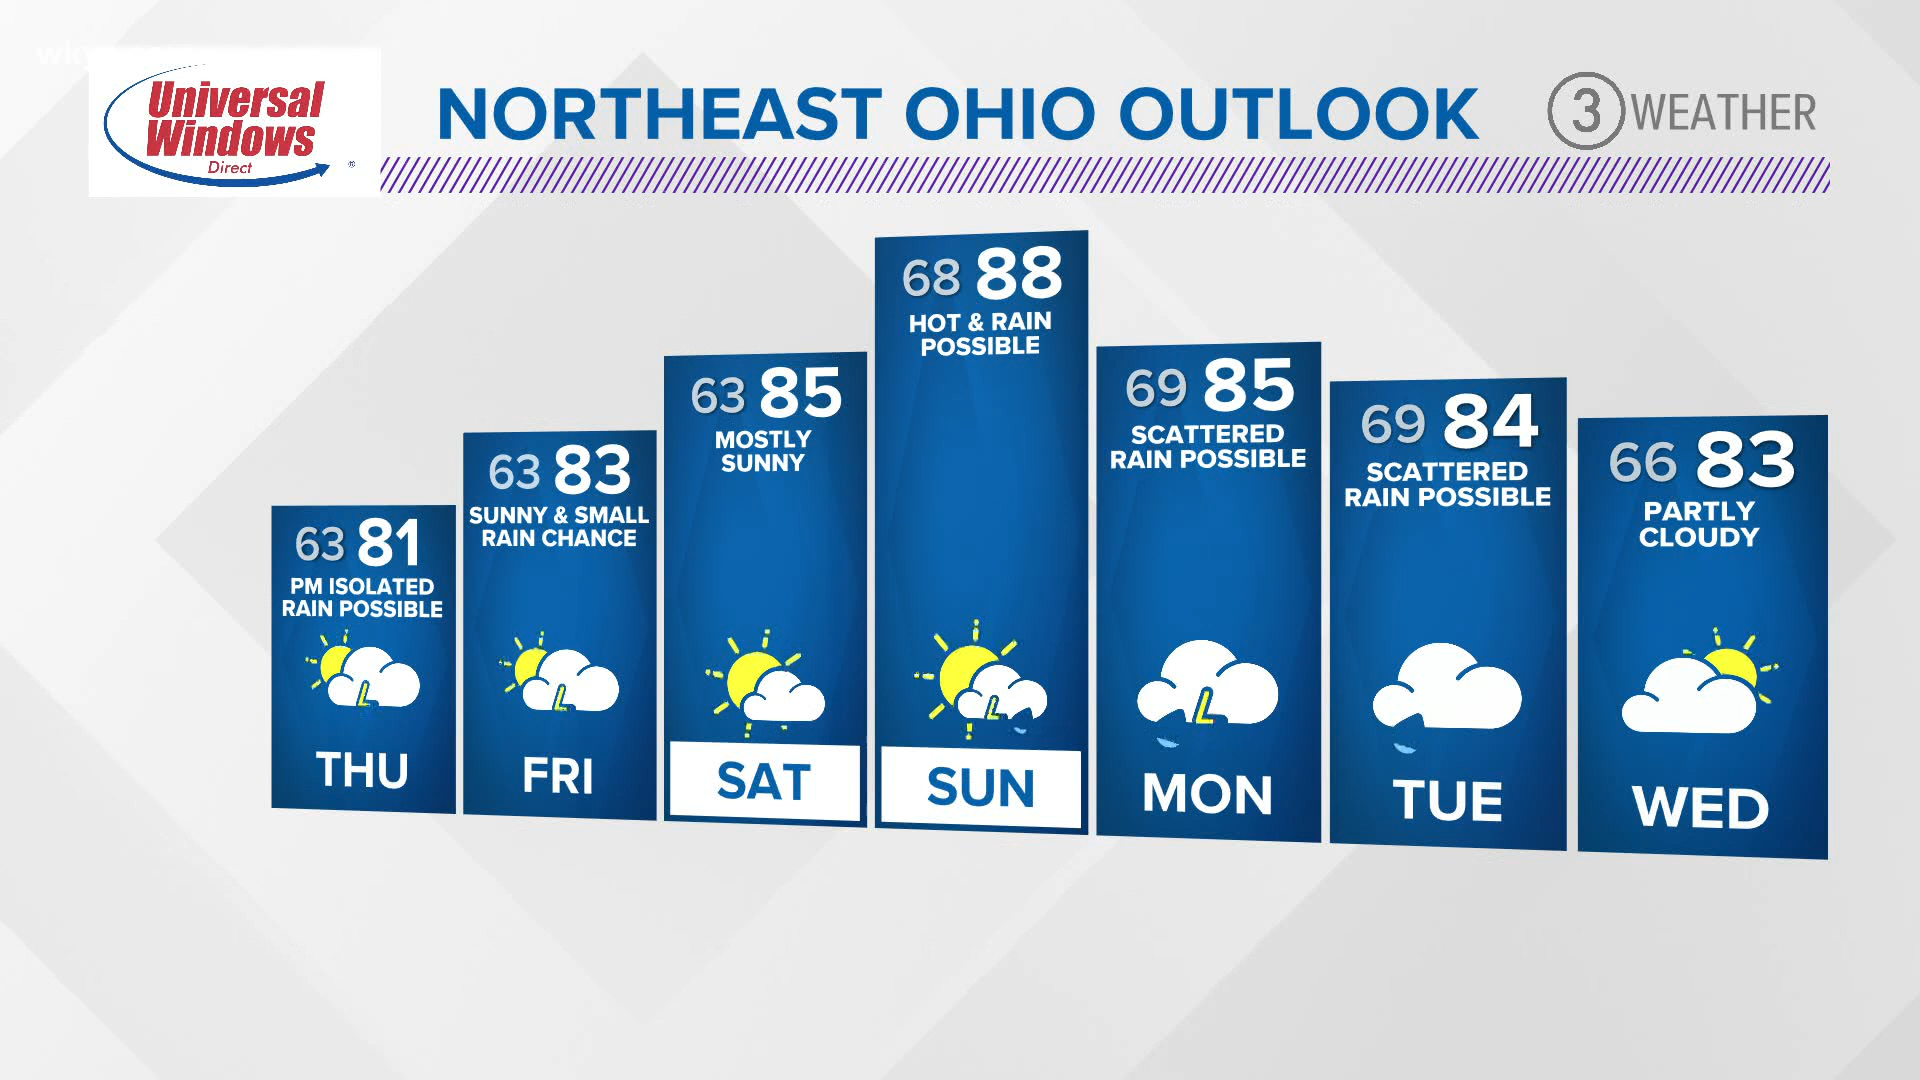 Universal
Windows
Direct
®
NORTHEAST OHIO OUTLOOK
3 WEATHER
63 81
PM ISOLATED
RAIN POSSIBLE
THU
63 83
SUNNY & SMALL
RAIN CHANCE
FRI
63 85
MOSTLY
SUNNY
SAT
68 88
HOT & RAIN
POSSIBLE
SUN
69 85
SCATTERED
RAIN POSSIBLE
MON
69 84
SCATTERED
RAIN POSSIBLE
TUE
66 83
PARTLY
CLOUDY
WED